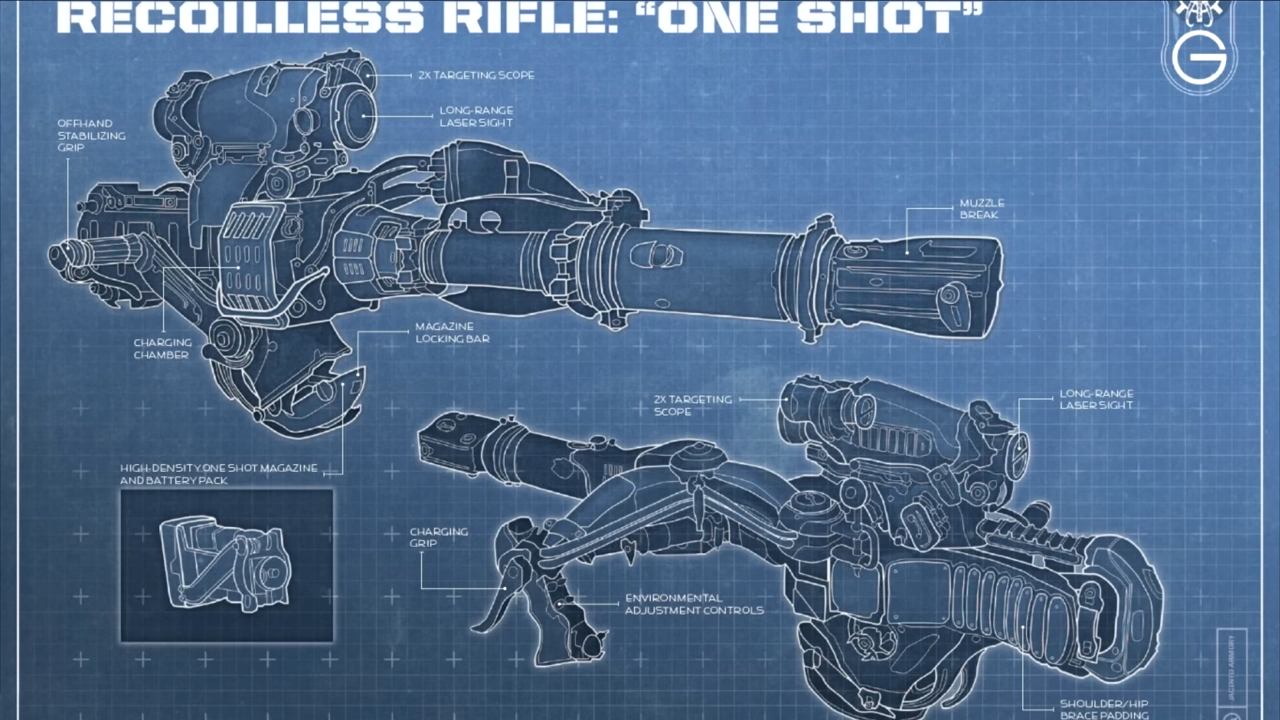 RECOILLESS RIFLE: “ONE SHOT”
G
2X TARGETING SCOPE
LONG-RANGE
LASER SIGHT
OFFHAND
STABILIZING
GRIP
MUZZLE
BREAK
MAGAZINE
LOCKING BAR
CHARGING
CHAMBER
2X TARGETING
SCOPE
LONG-RANGE
LASER SIGHT
HIGH-DENSITY ONE SHOT MAGAZINE
AND BATTERY PACK
CHARGING
GRIP
ENVIRONMENTAL
ADJUSTMENT CONTROLS
JACINTO ARMORY
SHOULDER/HIP
BRACE PADDING